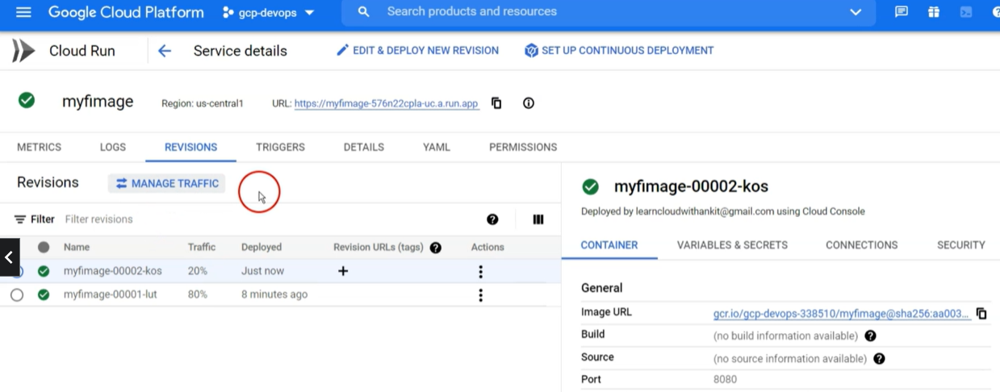 Google Cloud Platform gcp-devops Search products and resources
Cloud Run Service details EDIT & DEPLOY NEW REVISION SET UP CONTINUOUS DEPLOYMENT
myfimage Region: us-central1 URL: https://myfimage-576n22cpla-uc.a.run.app
METRICS LOGS REVISIONS TRIGGERS DETAILS YAML PERMISSIONS
Revisions MANAGE TRAFFIC
Filter Filter revisions
Name Traffic Deployed Revision URLs (tags) Actions
myfimage-00002-kos 20% Just now
myfimage-00001-lut 80% 8 minutes ago
myfimage-00002-kos
Deployed by learncloudwithankit@gmail.com using Cloud Console
CONTAINER VARIABLES & SECRETS CONNECTIONS SECURITY
General
Image URL gcr.io/gcp-devops-338510/myfimage@sha256:aa003...
Build (no build information available)
Source (no source information available)
Port 8080